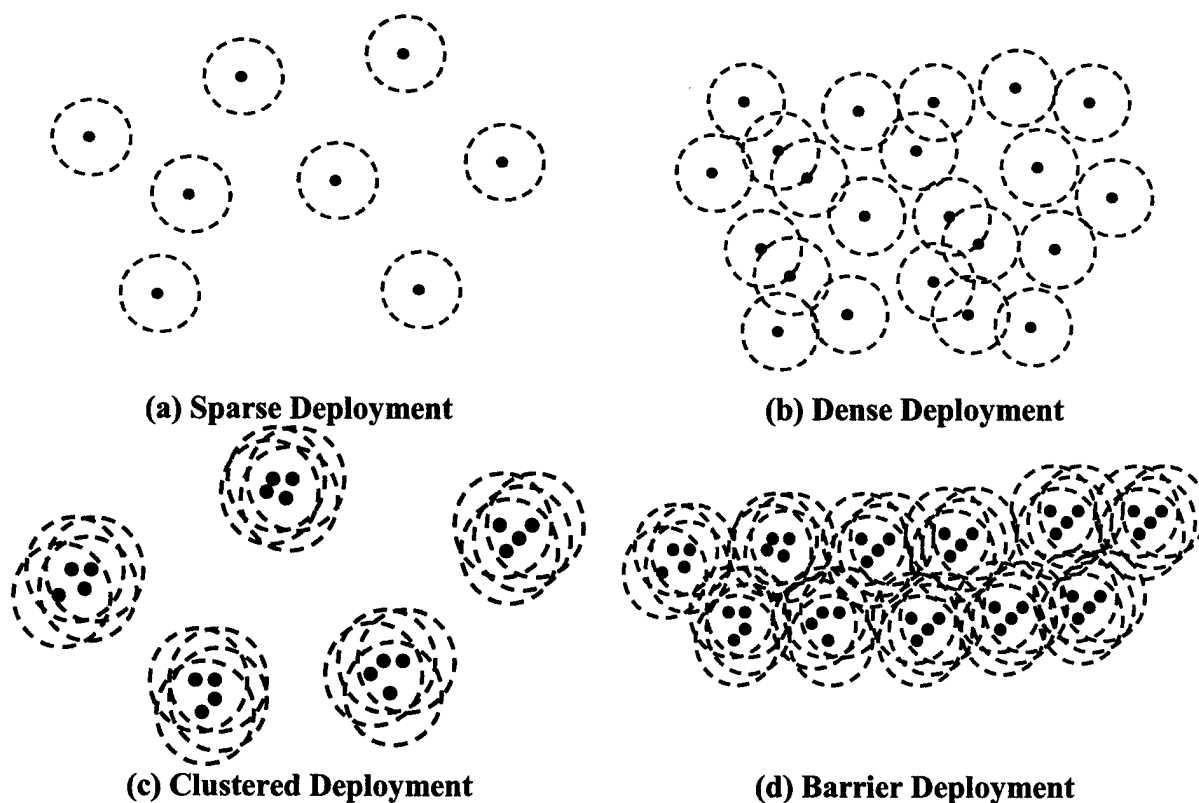 (a) Sparse Deployment
(b) Dense Deployment
(c) Clustered Deployment
(d) Barrier Deployment